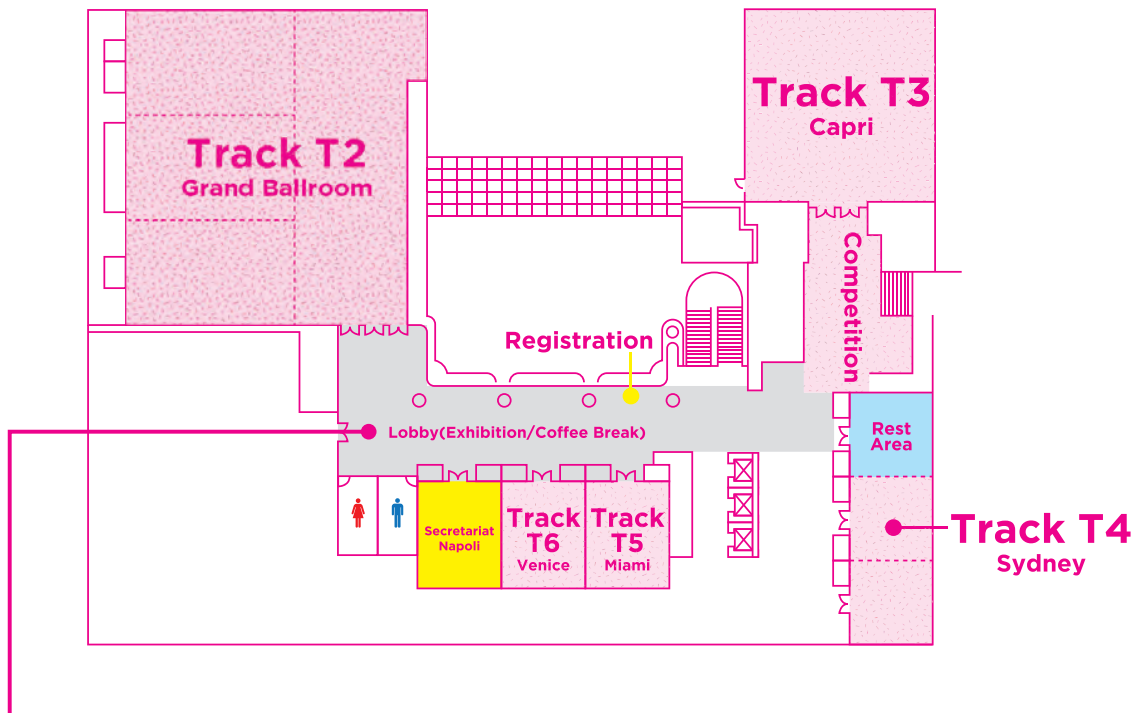 Track T2
Grand Ballroom
Track T3
Capri
Competition
Registration
Lobby(Exhibition/Coffee Break)
Rest
Area
Secretariat
Napoli
Track
T6
Venice
Track
T5
Miami
Track T4
Sydney